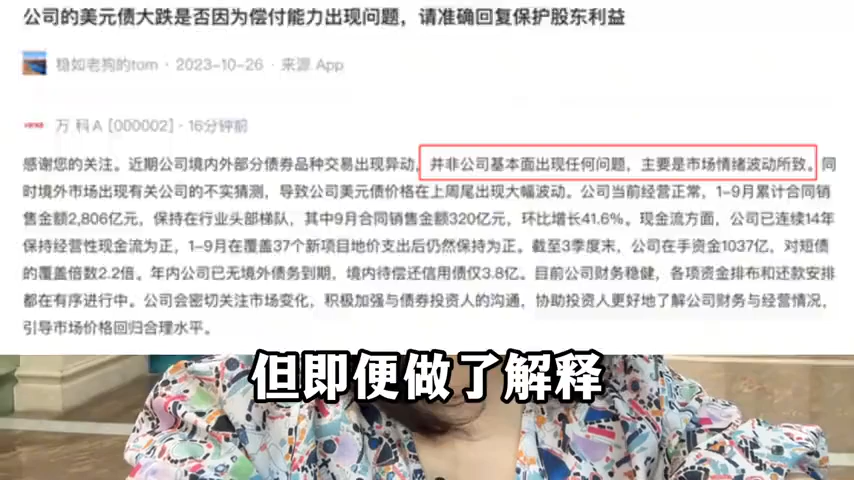 公司的美元债大跌是否因为偿付能力出现问题，请准确回复保护股东利益
稳如老狗的tom · 2023-10-26 · 来源 App
万 科A [000002] · 16分钟前
感谢您的关注。近期公司境内外部分债券品种交易出现异动，并非公司基本面出现任何问题，主要是市场情绪波动所致。同
时境外市场出现有关公司的不实猜测，导致公司美元债价格在上周尾出现大幅波动。公司当前经营正常，1-9月累计合同销
售金额2,806亿元，保持在行业头部梯队，其中9月合同销售金额320亿元，环比增长41.6%。现金流方面，公司已连续14年
保持经营性现金流为正，1-9月在覆盖37个新项目地价支出后仍然保持为正。截至3季度末，公司在手资金1037亿，对短债
的覆盖倍数2.2倍。年内公司已无境外债务到期，境内待偿还信用债仅3.8亿。目前公司财务稳健，各项资金排布和还款安排
都在有序进行中。公司会密切关注市场变化，积极加强与债券投资人的沟通，协助投资人更好地了解公司财务与经营情况，
引导市场价格回归合理水平。
但即便做了解释